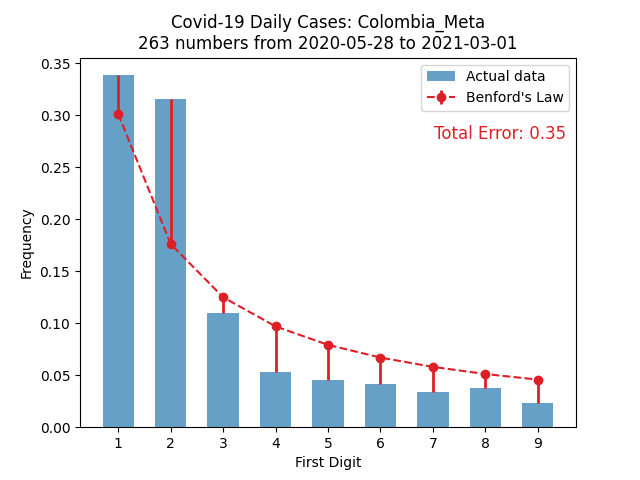 Covid-19 Daily Cases: Colombia_Meta
263 numbers from 2020-05-28 to 2021-03-01
Actual data
Benford's Law
Total Error: 0.35
Frequency
0.35
0.30
0.25
0.20
0.15
0.10
0.05
0.00
1 2 3 4 5 6 7 8 9
First Digit